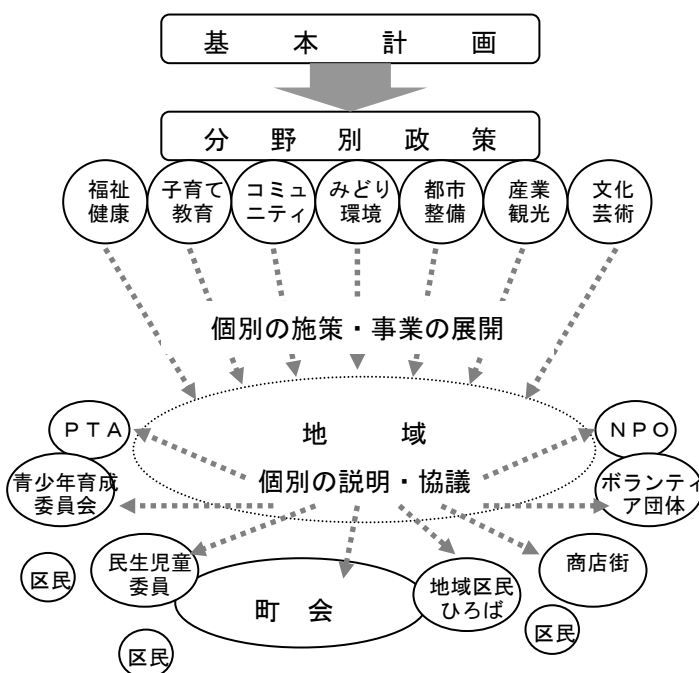 基本計画
分野別政策
福祉
健康
子育て
教育
コミュ
ニティ
みどり
環境
都市
整備
産業
観光
文化
芸術
個別の施策・事業の展開
ＰＴＡ
地域
ＮＰＯ
青少年育成
委員会
個別の説明・協議
ボランティ
ア団体
区民
民生児童
委員
町会
地域区民
ひろば
商店街
区民
区民